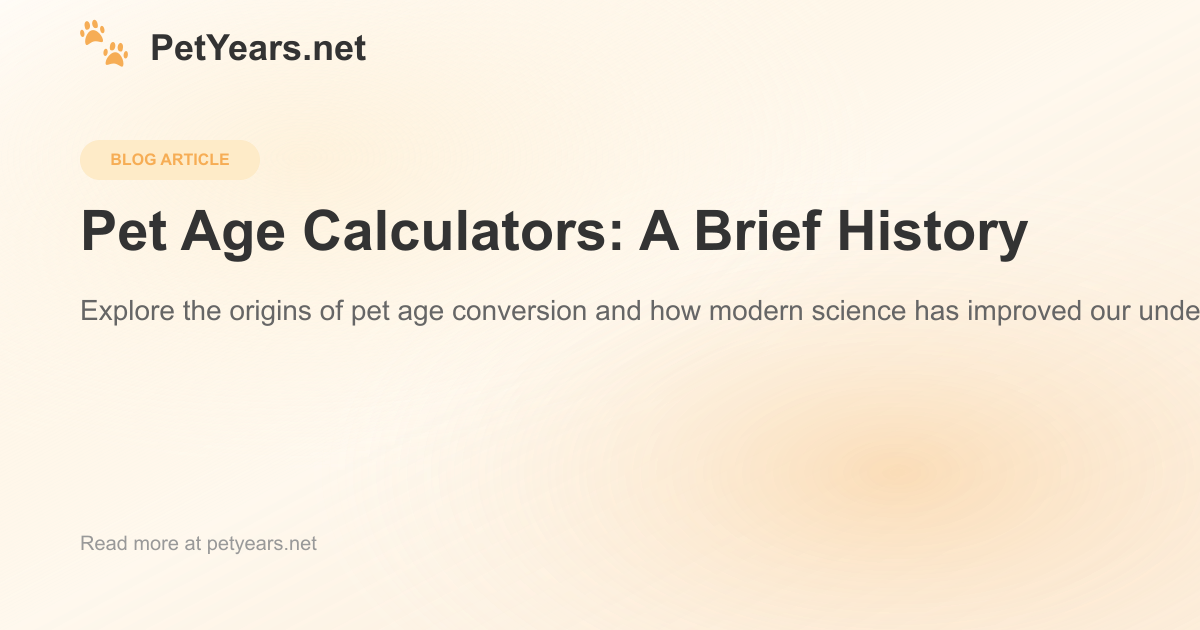 PetYears.net
BLOG ARTICLE
Pet Age Calculators: A Brief History
Explore the origins of pet age conversion and how modern science has improved our unde
Read more at petyears.net